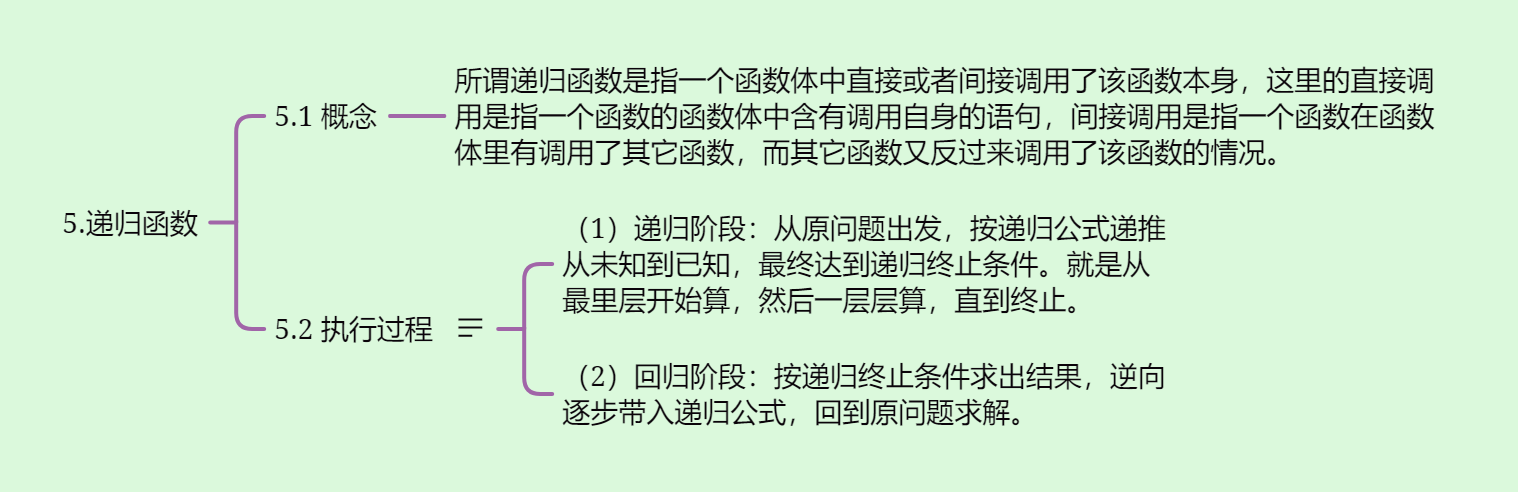 5.递归函数
5.1 概念
所谓递归函数是指一个函数体中直接或者间接调用了该函数本身，这里的直接调
用是指一个函数的函数体中含有调用自身的语句，间接调用是指一个函数在函数
体里有调用了其它函数，而其它函数又反过来调用了该函数的情况。
5.2 执行过程
（1）递归阶段：从原问题出发，按递归公式递推
从未知到已知，最终达到递归终止条件。就是从
最里层开始算，然后一层层算，直到终止。
（2）回归阶段：按递归终止条件求出结果，逆向
逐步带入递归公式，回到原问题求解。